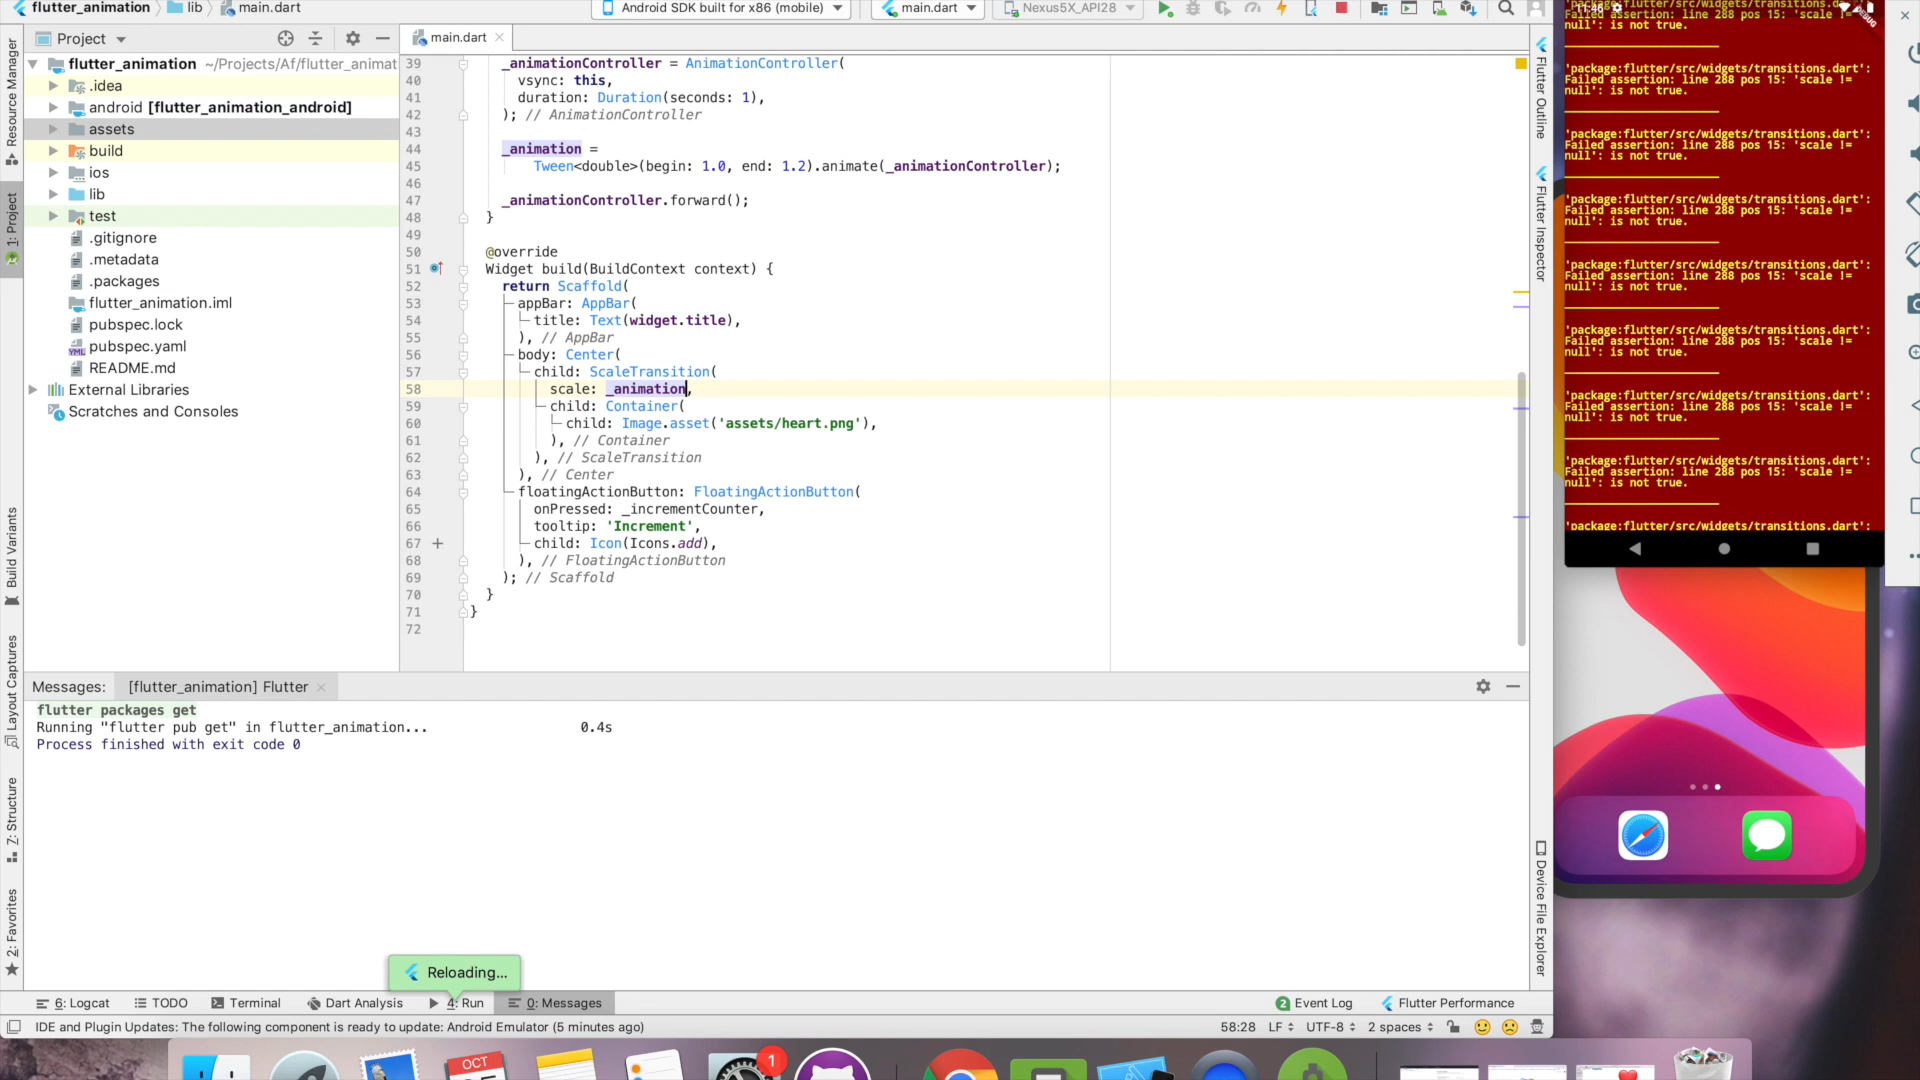 flutter_animation
lib
main.dart
Android SDK built for x86 (mobile)
main.dart
Nexus5X_API28
Project
main.dart
flutter_animation ~/Projects/Af/flutter_animat
.idea
android [flutter_animation_android]
assets
build
ios
lib
test
.gitignore
.metadata
.packages
flutter_animation.iml
pubspec.lock
pubspec.yaml
README.md
External Libraries
Scratches and Consoles
Resource Manager
1: Project
Build Variants
Layout Captures
Z: Structure
2: Favorites
39 _animationController = AnimationController(
40 vsync: this,
41 duration: Duration(seconds: 1),
42 ); // AnimationController
43
44 _animation =
45 Tween<double>(begin: 1.0, end: 1.2).animate(_animationController);
46
47 _animationController.forward();
48 }
49
50 @override
51 Widget build(BuildContext context) {
52 return Scaffold(
53 appBar: AppBar(
54 title: Text(widget.title),
55 ), // AppBar
56 body: Center(
57 child: ScaleTransition(
58 scale: _animation,
59 child: Container(
60 child: Image.asset('assets/heart.png'),
61 ), // Container
62 ), // ScaleTransition
63 ), // Center
64 floatingActionButton: FloatingActionButton(
65 onPressed: _incrementCounter,
66 tooltip: 'Increment',
67 child: Icon(Icons.add),
68 ), // FloatingActionButton
69 ); // Scaffold
70 }
71 }
72
Flutter Outline
Flutter Inspector
Device File Explorer
Messages: [flutter_animation] Flutter
flutter packages get
Running "flutter pub get" in flutter_animation... 0.4s
Process finished with exit code 0
Reloading...
6: Logcat
TODO
Terminal
Dart Analysis
4: Run
0: Messages
2 Event Log
Flutter Performance
IDE and Plugin Updates: The following component is ready to update: Android Emulator (5 minutes ago)
58:28 LF UTF-8 2 spaces
OCT
1
Failed assertion: line 288 pos 15: 'scale !=
null': is not true.
'package:flutter/src/widgets/transitions.dart':
Failed assertion: line 288 pos 15: 'scale !=
null': is not true.
'package:flutter/src/widgets/transitions.dart':
Failed assertion: line 288 pos 15: 'scale !=
null': is not true.
'package:flutter/src/widgets/transitions.dart':
Failed assertion: line 288 pos 15: 'scale !=
null': is not true.
'package:flutter/src/widgets/transitions.dart':
Failed assertion: line 288 pos 15: 'scale !=
null': is not true.
'package:flutter/src/widgets/transitions.dart':
Failed assertion: line 288 pos 15: 'scale !=
null': is not true.
'package:flutter/src/widgets/transitions.dart':
Failed assertion: line 288 pos 15: 'scale !=
null': is not true.
'package:flutter/src/widgets/transitions.dart':
Failed assertion: line 288 pos 15: 'scale !=
null': is not true.
'package:flutter/src/widgets/transitions.dart':